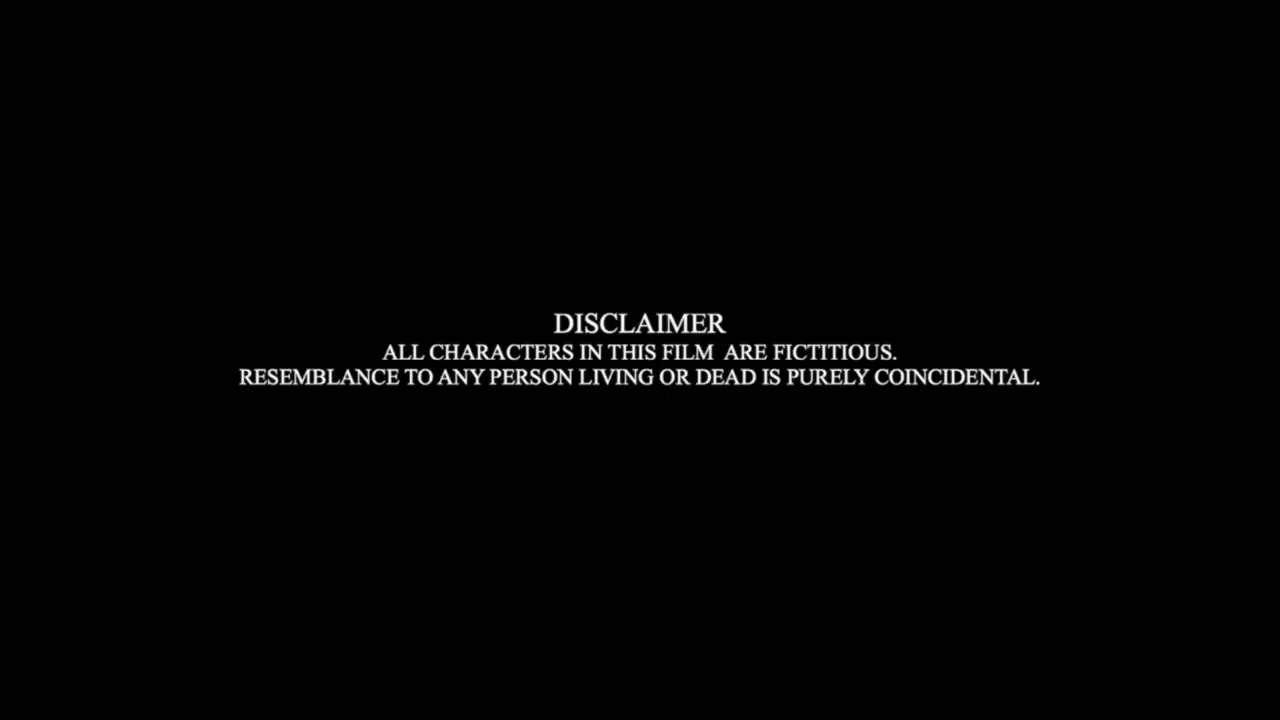 DISCLAIMER
ALL CHARACTERS IN THIS FILM  ARE FICTITIOUS.
RESEMBLANCE TO ANY PERSON LIVING OR DEAD IS PURELY COINCIDENTAL.